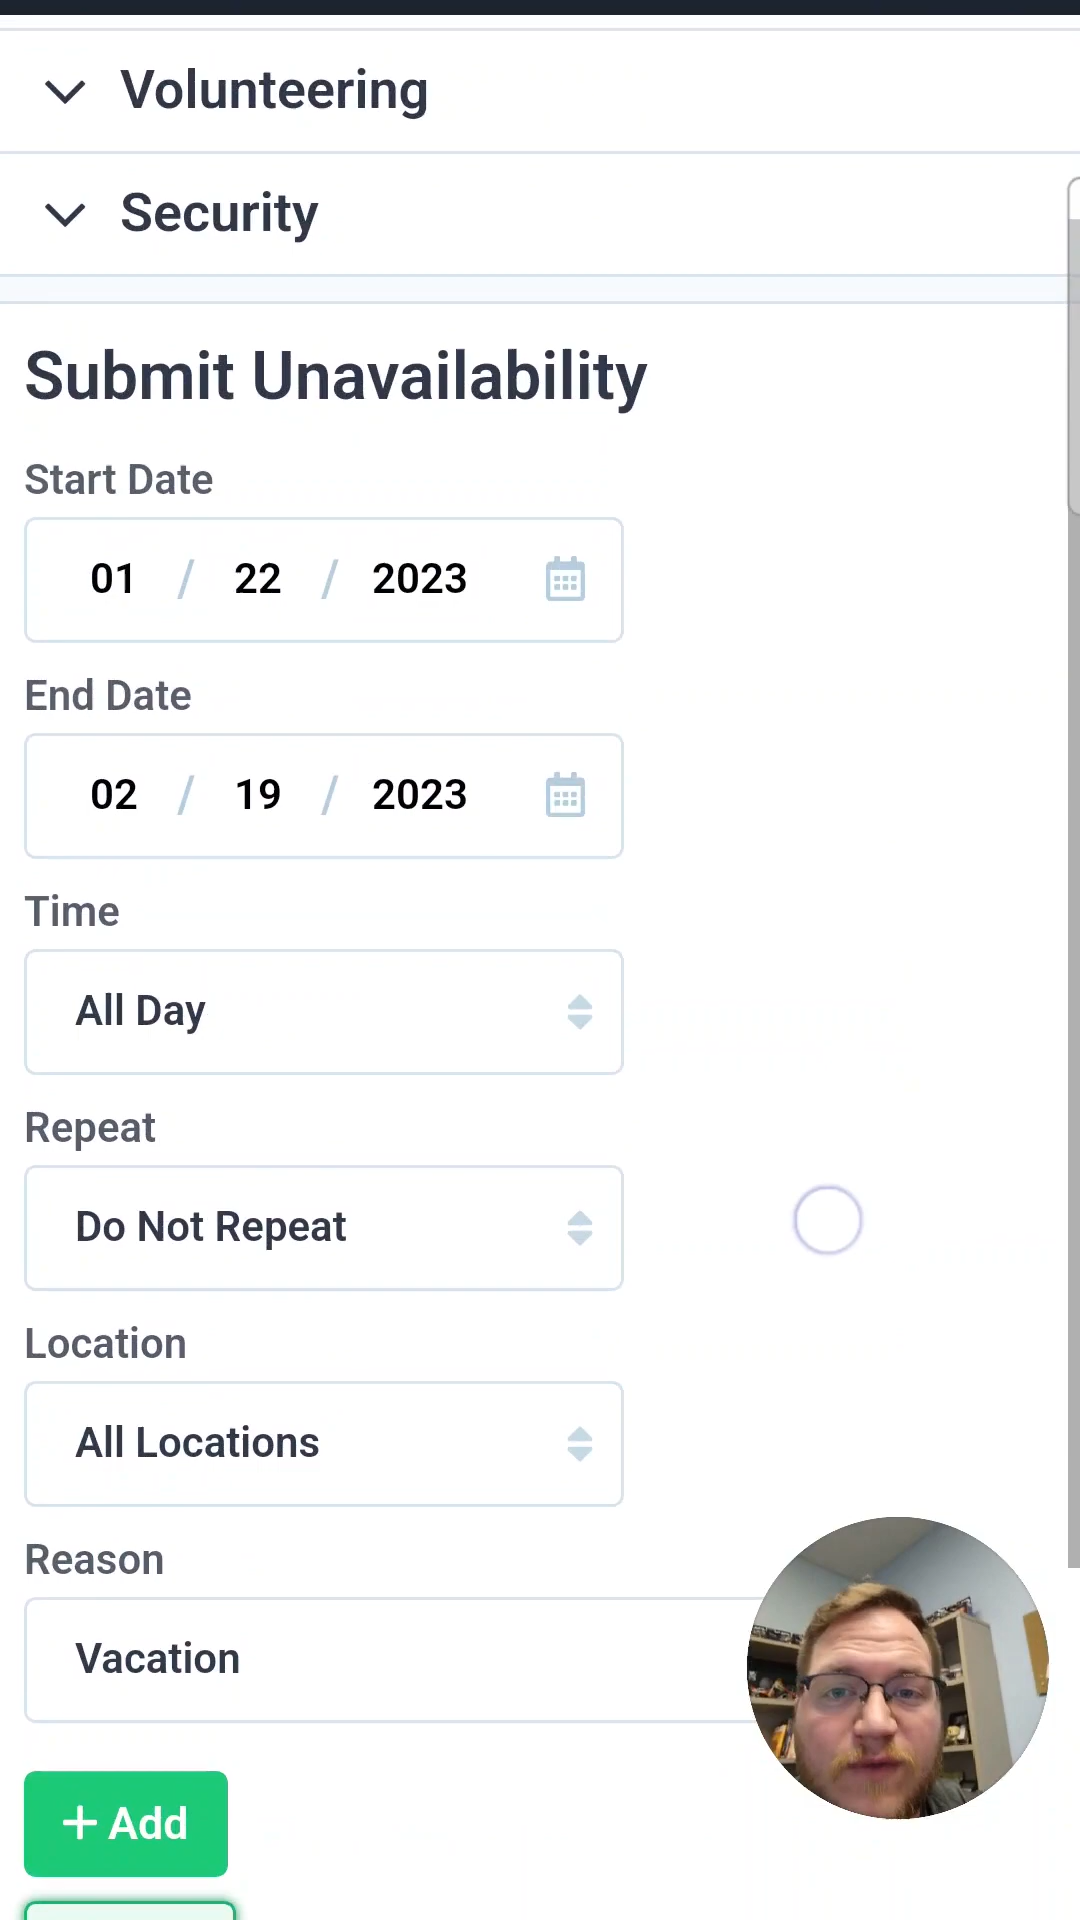 Volunteering
Security
Submit Unavailability
Start Date
01 / 22 / 2023
End Date
02 / 19 / 2023
Time
All Day
Repeat
Do Not Repeat
Location
All Locations
Reason
Vacation
+ Add